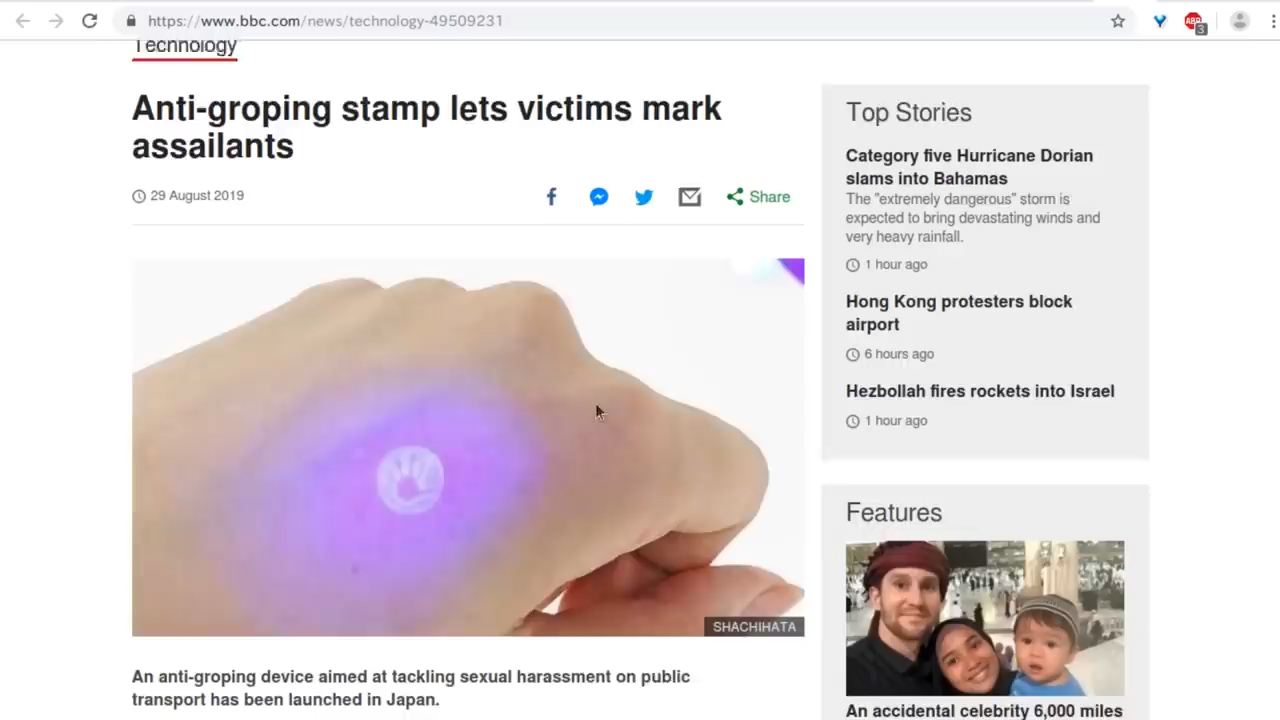 https://www.bbc.com/news/technology-49509231
ABP
3
Technology
Anti-groping stamp lets victims mark
assailants
29 August 2019
Share
SHACHIHATA
An anti-groping device aimed at tackling sexual harassment on public
transport has been launched in Japan.
Top Stories
Category five Hurricane Dorian
slams into Bahamas
The "extremely dangerous" storm is
expected to bring devastating winds and
very heavy rainfall.
1 hour ago
Hong Kong protesters block
airport
6 hours ago
Hezbollah fires rockets into Israel
1 hour ago
Features
An accidental celebrity 6,000 miles